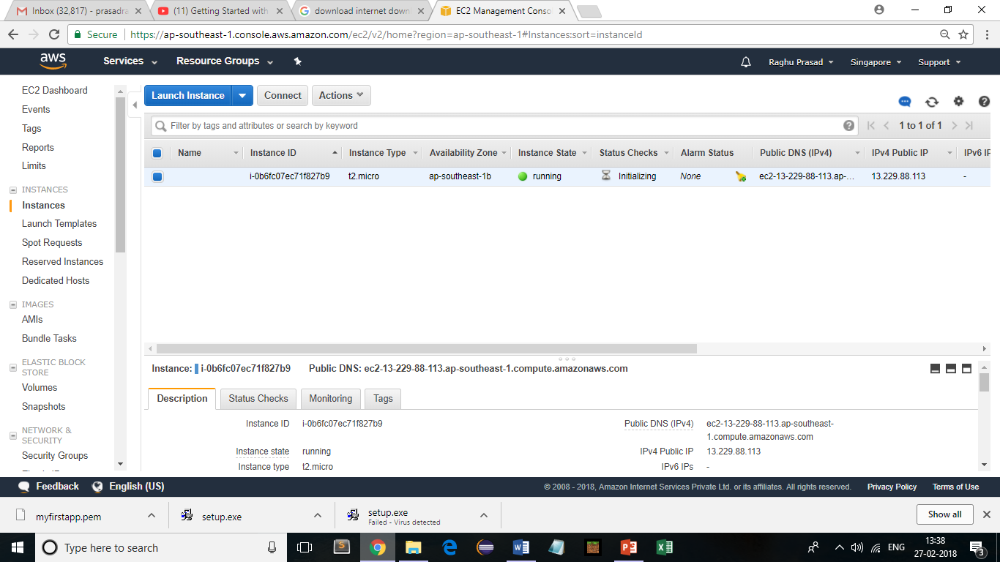 Inbox (32,817) - prasadra
(11) Getting Started with
download internet down
EC2 Management Conso
Secure
https://ap-southeast-1.console.aws.amazon.com/ec2/v2/home?region=ap-southeast-1#Instances:sort=instanceId
aws
Services
Resource Groups
Raghu Prasad
Singapore
Support
EC2 Dashboard
Events
Tags
Reports
Limits
INSTANCES
Instances
Launch Templates
Spot Requests
Reserved Instances
Dedicated Hosts
IMAGES
AMIs
Bundle Tasks
ELASTIC BLOCK
STORE
Volumes
Snapshots
NETWORK &
SECURITY
Security Groups
Launch Instance
Connect
Actions
Filter by tags and attributes or search by keyword
1 to 1 of 1
Name Instance ID Instance Type Availability Zone Instance State Status Checks Alarm Status Public DNS (IPv4) IPv4 Public IP IPv6 IP
i-0b6fc07ec71f827b9 t2.micro ap-southeast-1b running Initializing None ec2-13-229-88-113.ap-... 13.229.88.113 -
Instance: i-0b6fc07ec71f827b9 Public DNS: ec2-13-229-88-113.ap-southeast-1.compute.amazonaws.com
Description Status Checks Monitoring Tags
Instance ID i-0b6fc07ec71f827b9
Instance state running
Instance type t2.micro
Public DNS (IPv4) ec2-13-229-88-113.ap-southeast-
1.compute.amazonaws.com
IPv4 Public IP 13.229.88.113
IPv6 IPs -
Feedback
English (US)
© 2008 - 2018, Amazon Internet Services Private Ltd. or its affiliates. All rights reserved.
Privacy Policy
Terms of Use
myfirstapp.pem
setup.exe
setup.exe
Failed - Virus detected
Show all
Type here to search
ENG
13:38
27-02-2018
3